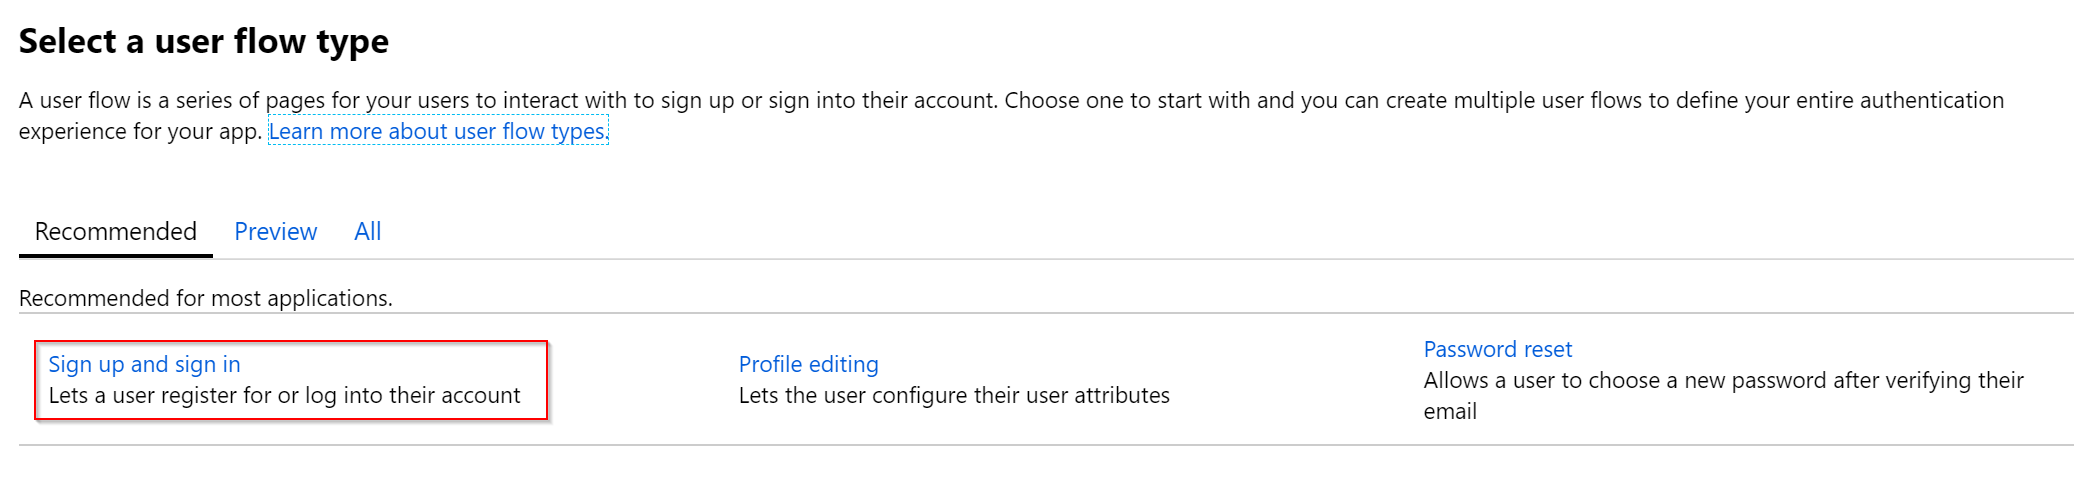 Select a user flow type
A user flow is a series of pages for your users to interact with to sign up or sign into their account. Choose one to start with and you can create multiple user flows to define your entire authentication
experience for your app. Learn more about user flow types.
Recommended Preview All
Recommended for most applications.
Sign up and sign in
Lets a user register for or log into their account
Profile editing
Lets the user configure their user attributes
Password reset
Allows a user to choose a new password after verifying their
email